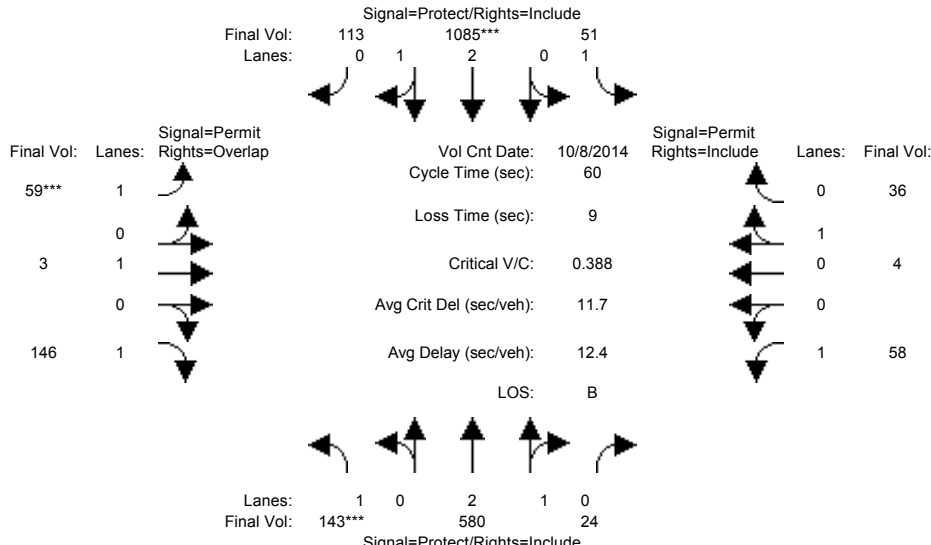 Signal=Protect/Rights=Include
Final Vol: 113 1085*** 51
Lanes: 0 1 2 0 1
Signal=Permit Signal=Permit
Final Vol: Lanes: Rights=Overlap Vol Cnt Date: 10/8/2014 Rights=Include Lanes: Final Vol:
Cycle Time (sec): 60
59*** 1 0 36
Loss Time (sec): 9
0 1
3 1 Critical V/C: 0.388 0 4
0 Avg Crit Del (sec/veh): 11.7 0
146 1 Avg Delay (sec/veh): 12.4 1 58
LOS: B
Lanes: 1 0 2 1 0
Final Vol: 143*** 580 24
Signal=Protect/Rights=Include